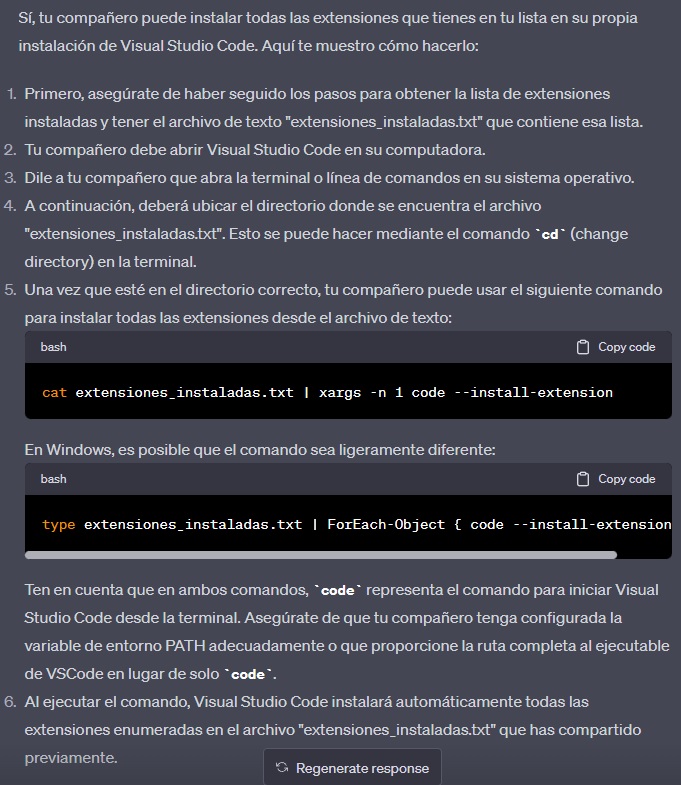 Sí, tu compañero puede instalar todas las extensiones que tienes en tu lista en su propia
instalación de Visual Studio Code. Aquí te muestro cómo hacerlo:
1. Primero, asegúrate de haber seguido los pasos para obtener la lista de extensiones
instaladas y tener el archivo de texto "extensiones_instaladas.txt" que contiene esa lista.
2. Tu compañero debe abrir Visual Studio Code en su computadora.
3. Dile a tu compañero que abra la terminal o línea de comandos en su sistema operativo.
4. A continuación, deberá ubicar el directorio donde se encuentra el archivo
"extensiones_instaladas.txt". Esto se puede hacer mediante el comando `cd` (change
directory) en la terminal.
5. Una vez que esté en el directorio correcto, tu compañero puede usar el siguiente comando
para instalar todas las extensiones desde el archivo de texto:
bash Copy code
cat extensiones_instaladas.txt | xargs -n 1 code --install-extension
En Windows, es posible que el comando sea ligeramente diferente:
bash Copy code
type extensiones_instaladas.txt | ForEach-Object { code --install-extension
Ten en cuenta que en ambos comandos, `code` representa el comando para iniciar Visual
Studio Code desde la terminal. Asegúrate de que tu compañero tenga configurada la
variable de entorno PATH adecuadamente o que proporcione la ruta completa al ejecutable
de VSCode en lugar de solo `code`.
6. Al ejecutar el comando, Visual Studio Code instalará automáticamente todas las
extensiones enumeradas en el archivo "extensiones_instaladas.txt" que has compartido
previamente.
Regenerate response